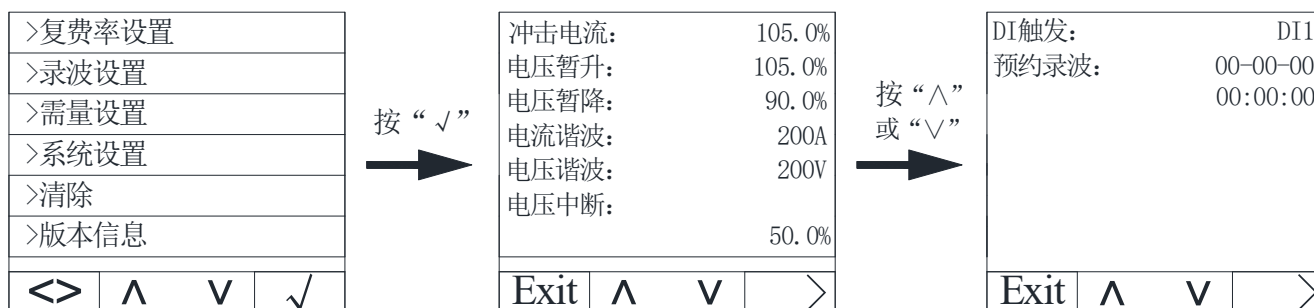 >复费率设置
>录波设置
>需量设置
>系统设置
>清除
>版本信息
<> ∧ ∨ √
按“√”
冲击电流： 105.0%
电压暂升： 105.0%
电压暂降： 90.0%
电流谐波： 200A
电压谐波： 200V
电压中断：
50.0%
Exit ∧ ∨ >
按“∧”
或“∨”
DI触发： DI1
预约录波： 00-00-00
00:00:00
Exit ∧ ∨ >